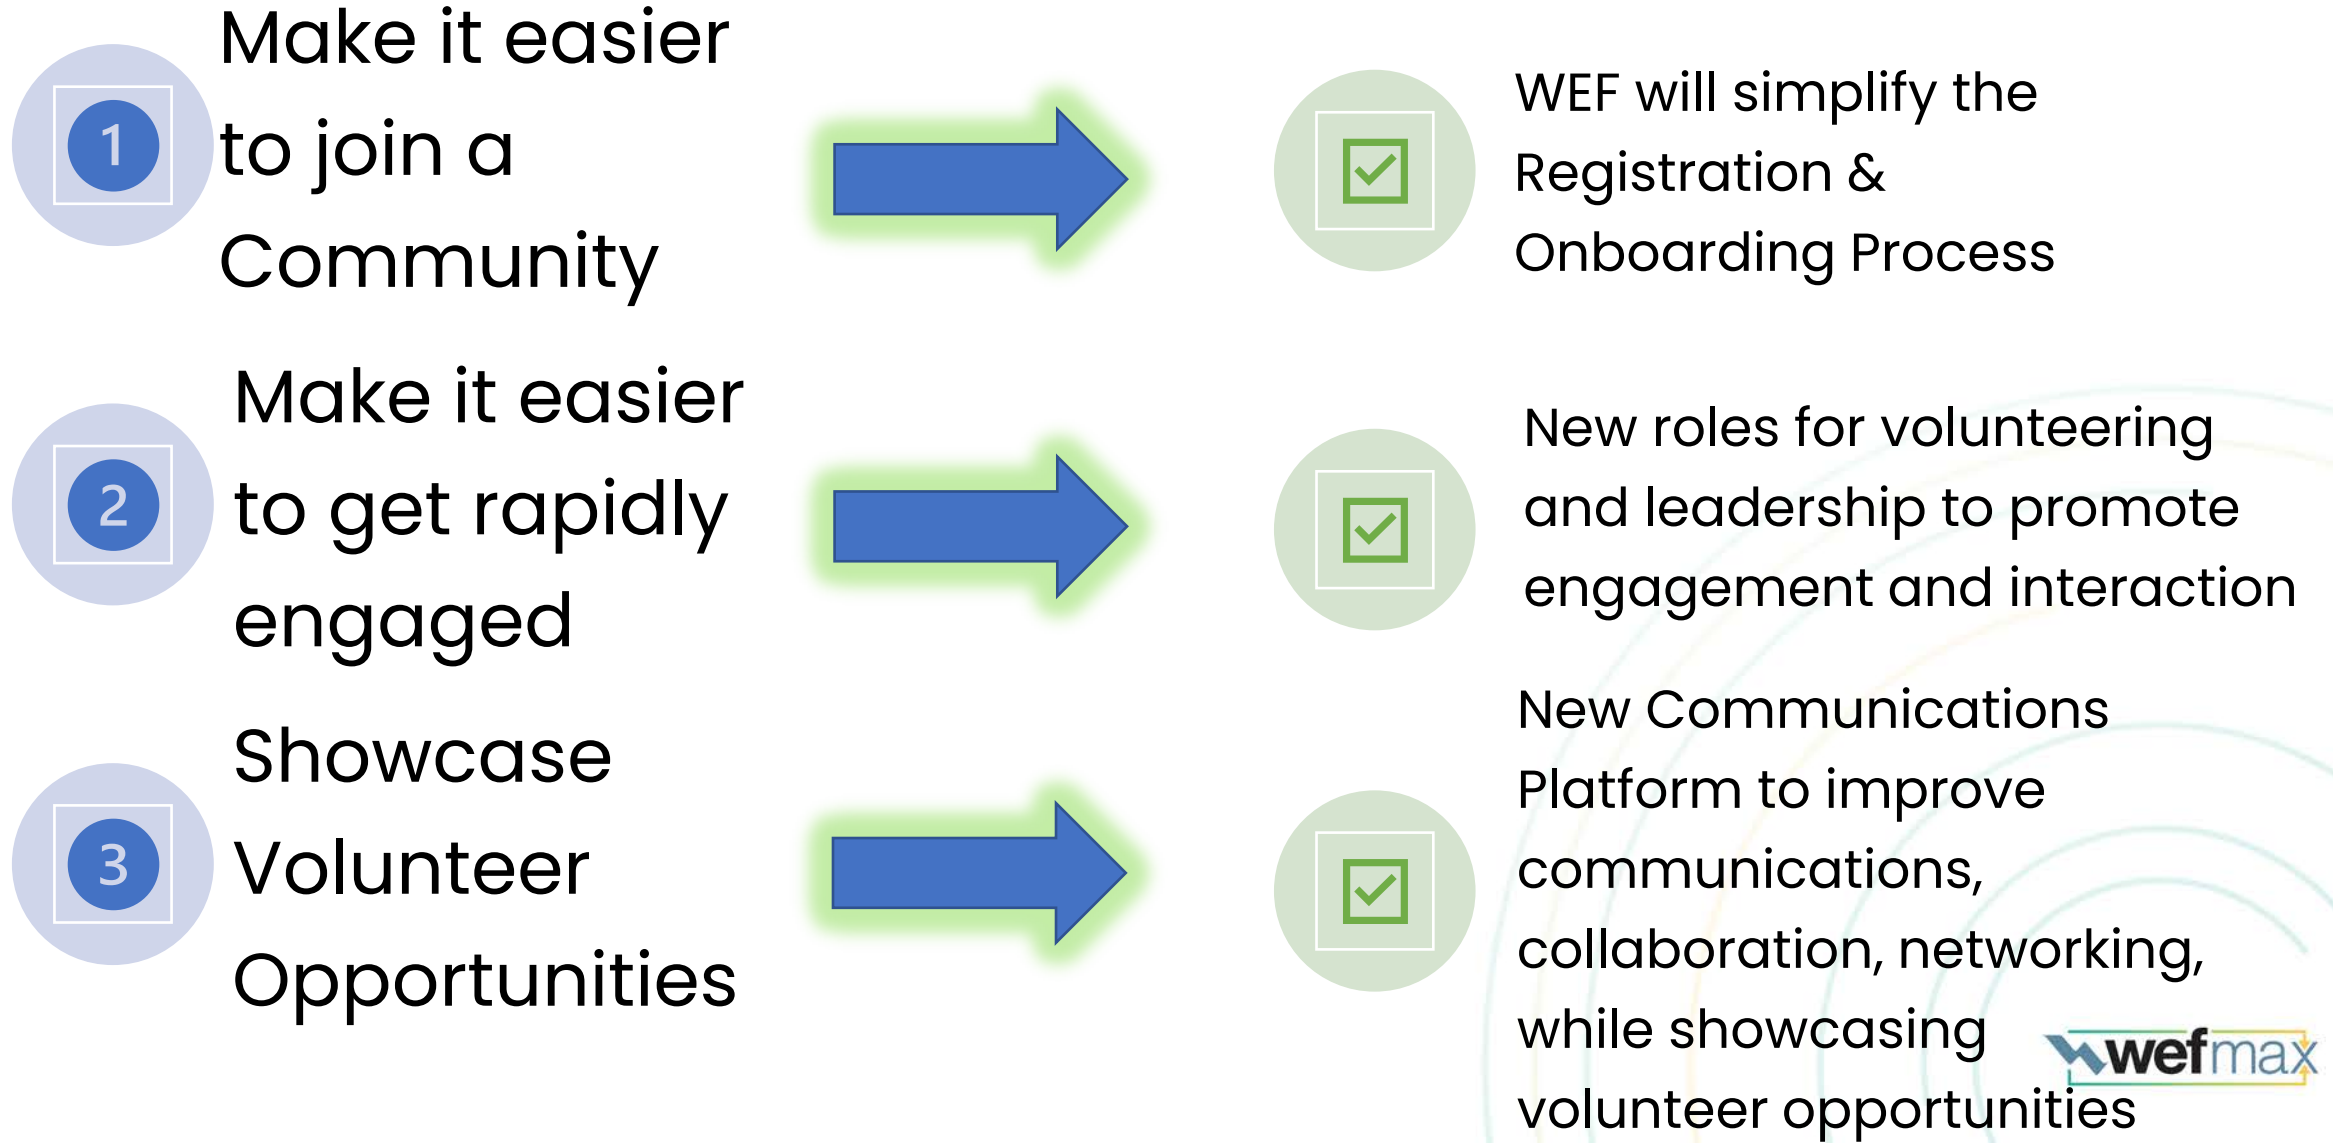 1
Make it easier
to join a
Community
WEF will simplify the
Registration &
Onboarding Process
2
Make it easier
to get rapidly
engaged
New roles for volunteering
and leadership to promote
engagement and interaction
3
Showcase
Volunteer
Opportunities
New Communications
Platform to improve
communications,
collaboration, networking,
while showcasing
volunteer opportunities
wefmax